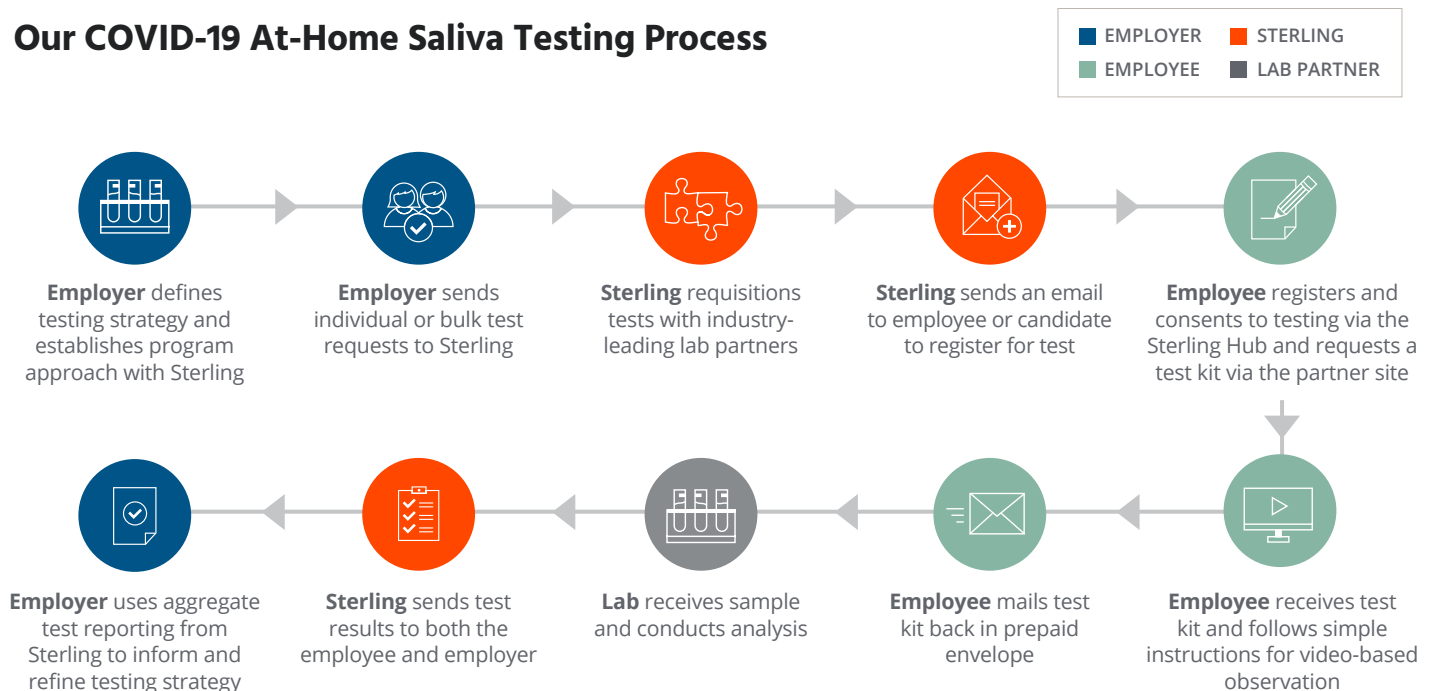 Our COVID-19 At-Home Saliva Testing Process
EMPLOYER
STERLING
EMPLOYEE
LAB PARTNER
Employer defines
testing strategy and
establishes program
approach with Sterling
Employer sends
individual or bulk test
requests to Sterling
Sterling requisitions
tests with industry-
leading lab partners
Sterling sends an email
to employee or candidate
to register for test
Employee registers and
consents to testing via the
Sterling Hub and requests a
test kit via the partner site
Employee receives test
kit and follows simple
instructions for video-based
observation
Employee mails test
kit back in prepaid
envelope
Lab receives sample
and conducts analysis
Sterling sends test
results to both the
employee and employer
Employer uses aggregate
test reporting from
Sterling to inform and
refine testing strategy